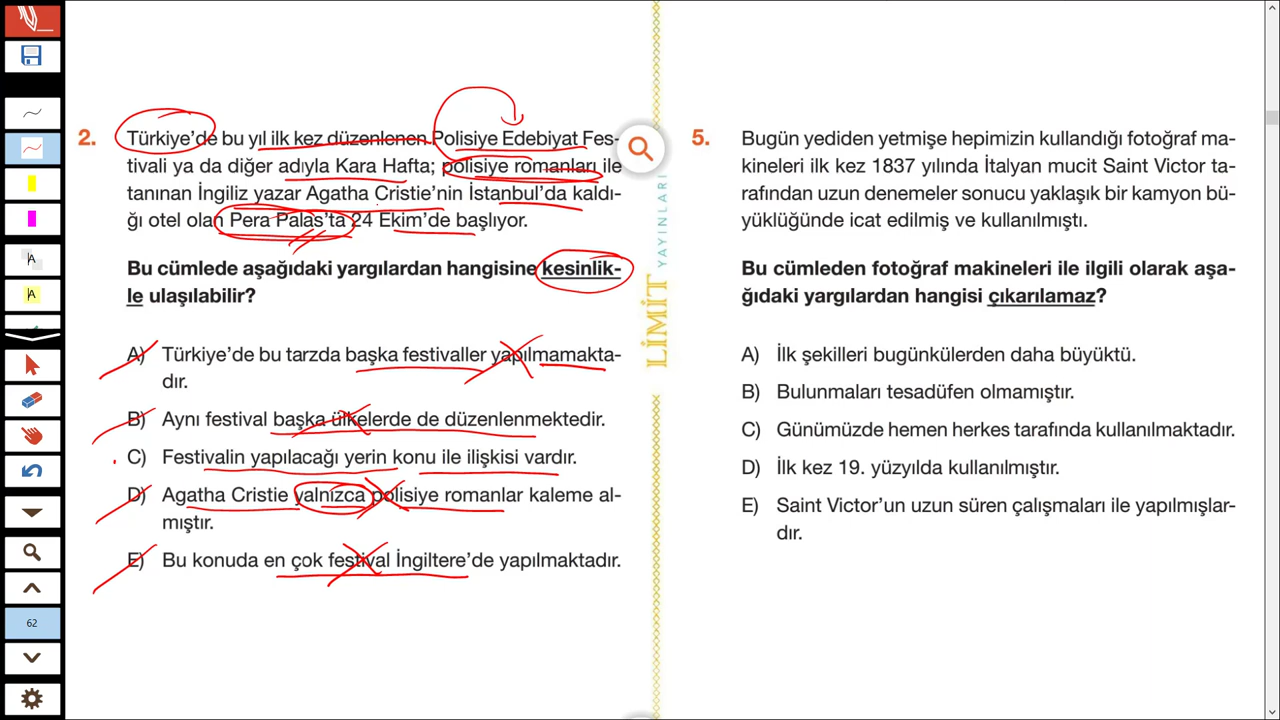 2. Türkiye'de bu yıl ilk kez düzenlenen Polisiye Edebiyat Fes-
tivali ya da diğer adıyla Kara Hafta; polisiye romanları ile
tanınan İngiliz yazar Agatha Cristie'nin İstanbul'da kaldı-
ğı otel olan Pera Palas'ta 24 Ekim'de başlıyor.
Bu cümlede aşağıdaki yargılardan hangisine kesinlik-
le ulaşılabilir?
A) Türkiye'de bu tarzda başka festivaller yapılmamakta-
dır.
B) Aynı festival başka ülkelerde de düzenlenmektedir.
C) Festivalin yapılacağı yerin konu ile ilişkisi vardır.
D) Agatha Cristie yalnızca polisiye romanlar kaleme al-
mıştır.
E) Bu konuda en çok festival İngiltere'de yapılmaktadır.
LİMİT YAYINLARI
5. Bugün yediden yetmişe hepimizin kullandığı fotoğraf ma-
kineleri ilk kez 1837 yılında İtalyan mucit Saint Victor ta-
rafından uzun denemeler sonucu yaklaşık bir kamyon bü-
yüklüğünde icat edilmiş ve kullanılmıştı.
Bu cümleden fotoğraf makineleri ile ilgili olarak aşa-
ğıdaki yargılardan hangisi çıkarılamaz?
A) İlk şekilleri bugünkülerden daha büyüktü.
B) Bulunmaları tesadüfen olmamıştır.
C) Günümüzde hemen herkes tarafında kullanılmaktadır.
D) İlk kez 19. yüzyılda kullanılmıştır.
E) Saint Victor'un uzun süren çalışmaları ile yapılmışlar-
dır.
A
A
62